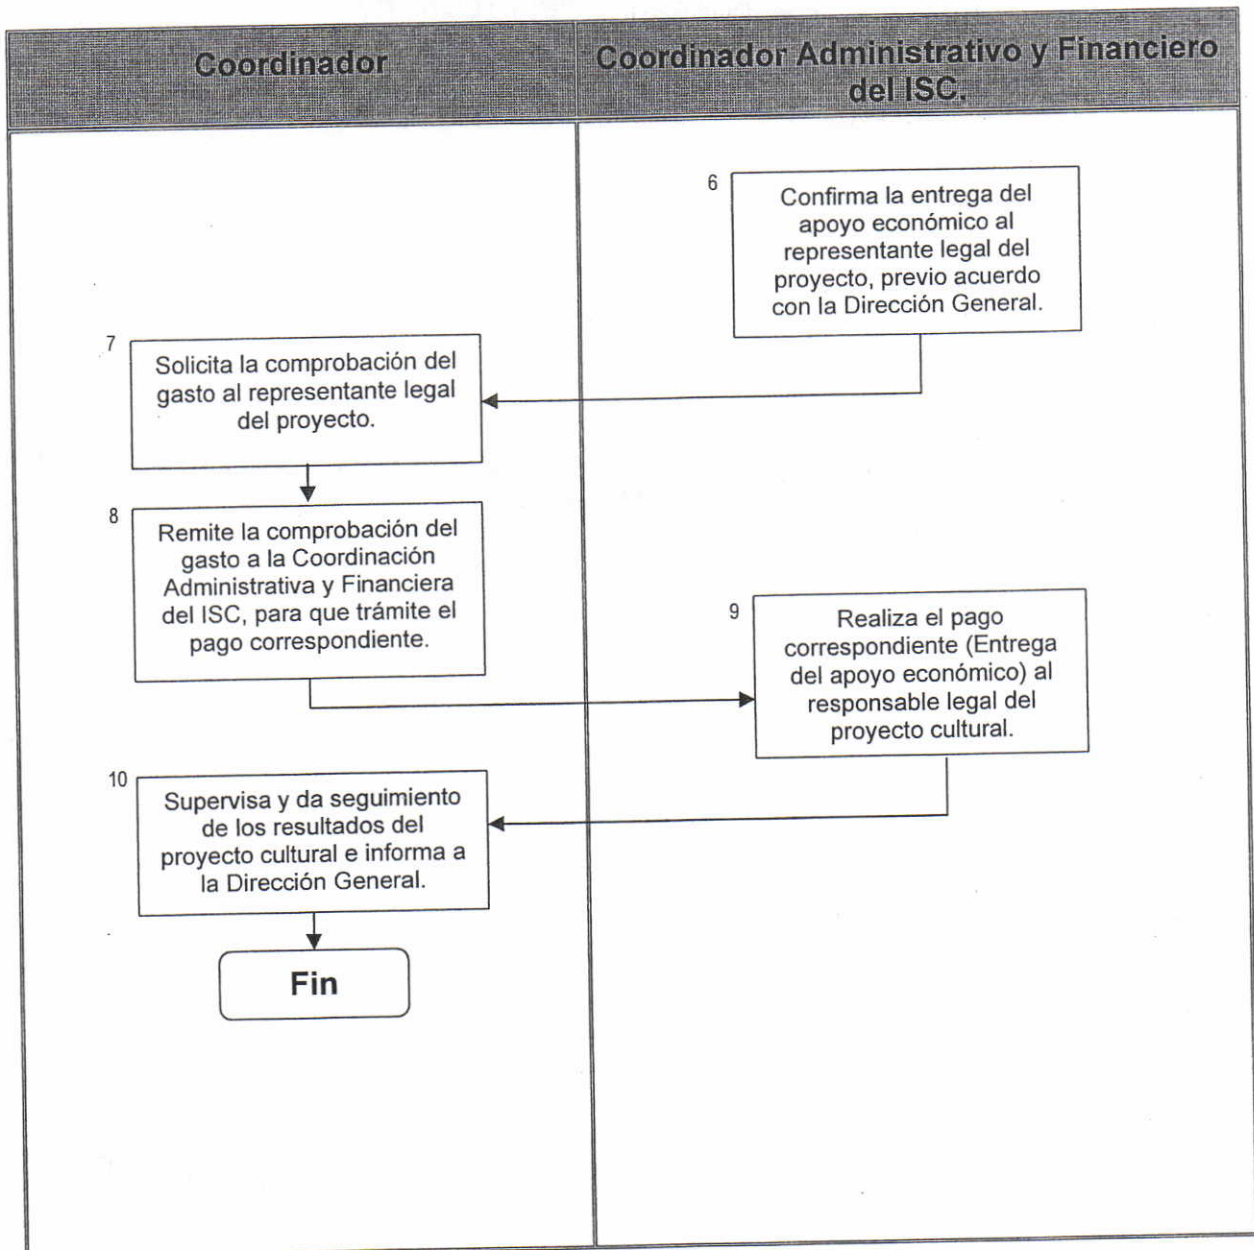 Coordinador
Coordinador Administrativo y Financiero
del ISC.
6
Confirma la entrega del
apoyo económico al
representante legal del
proyecto, previo acuerdo
con la Dirección General.
7
Solicita la comprobación del
gasto al representante legal
del proyecto.
8
Remite la comprobación del
gasto a la Coordinación
Administrativa y Financiera
del ISC, para que trámite el
pago correspondiente.
9
Realiza el pago
correspondiente (Entrega
del apoyo económico) al
responsable legal del
proyecto cultural.
10
Supervisa y da seguimiento
de los resultados del
proyecto cultural e informa a
la Dirección General.
Fin